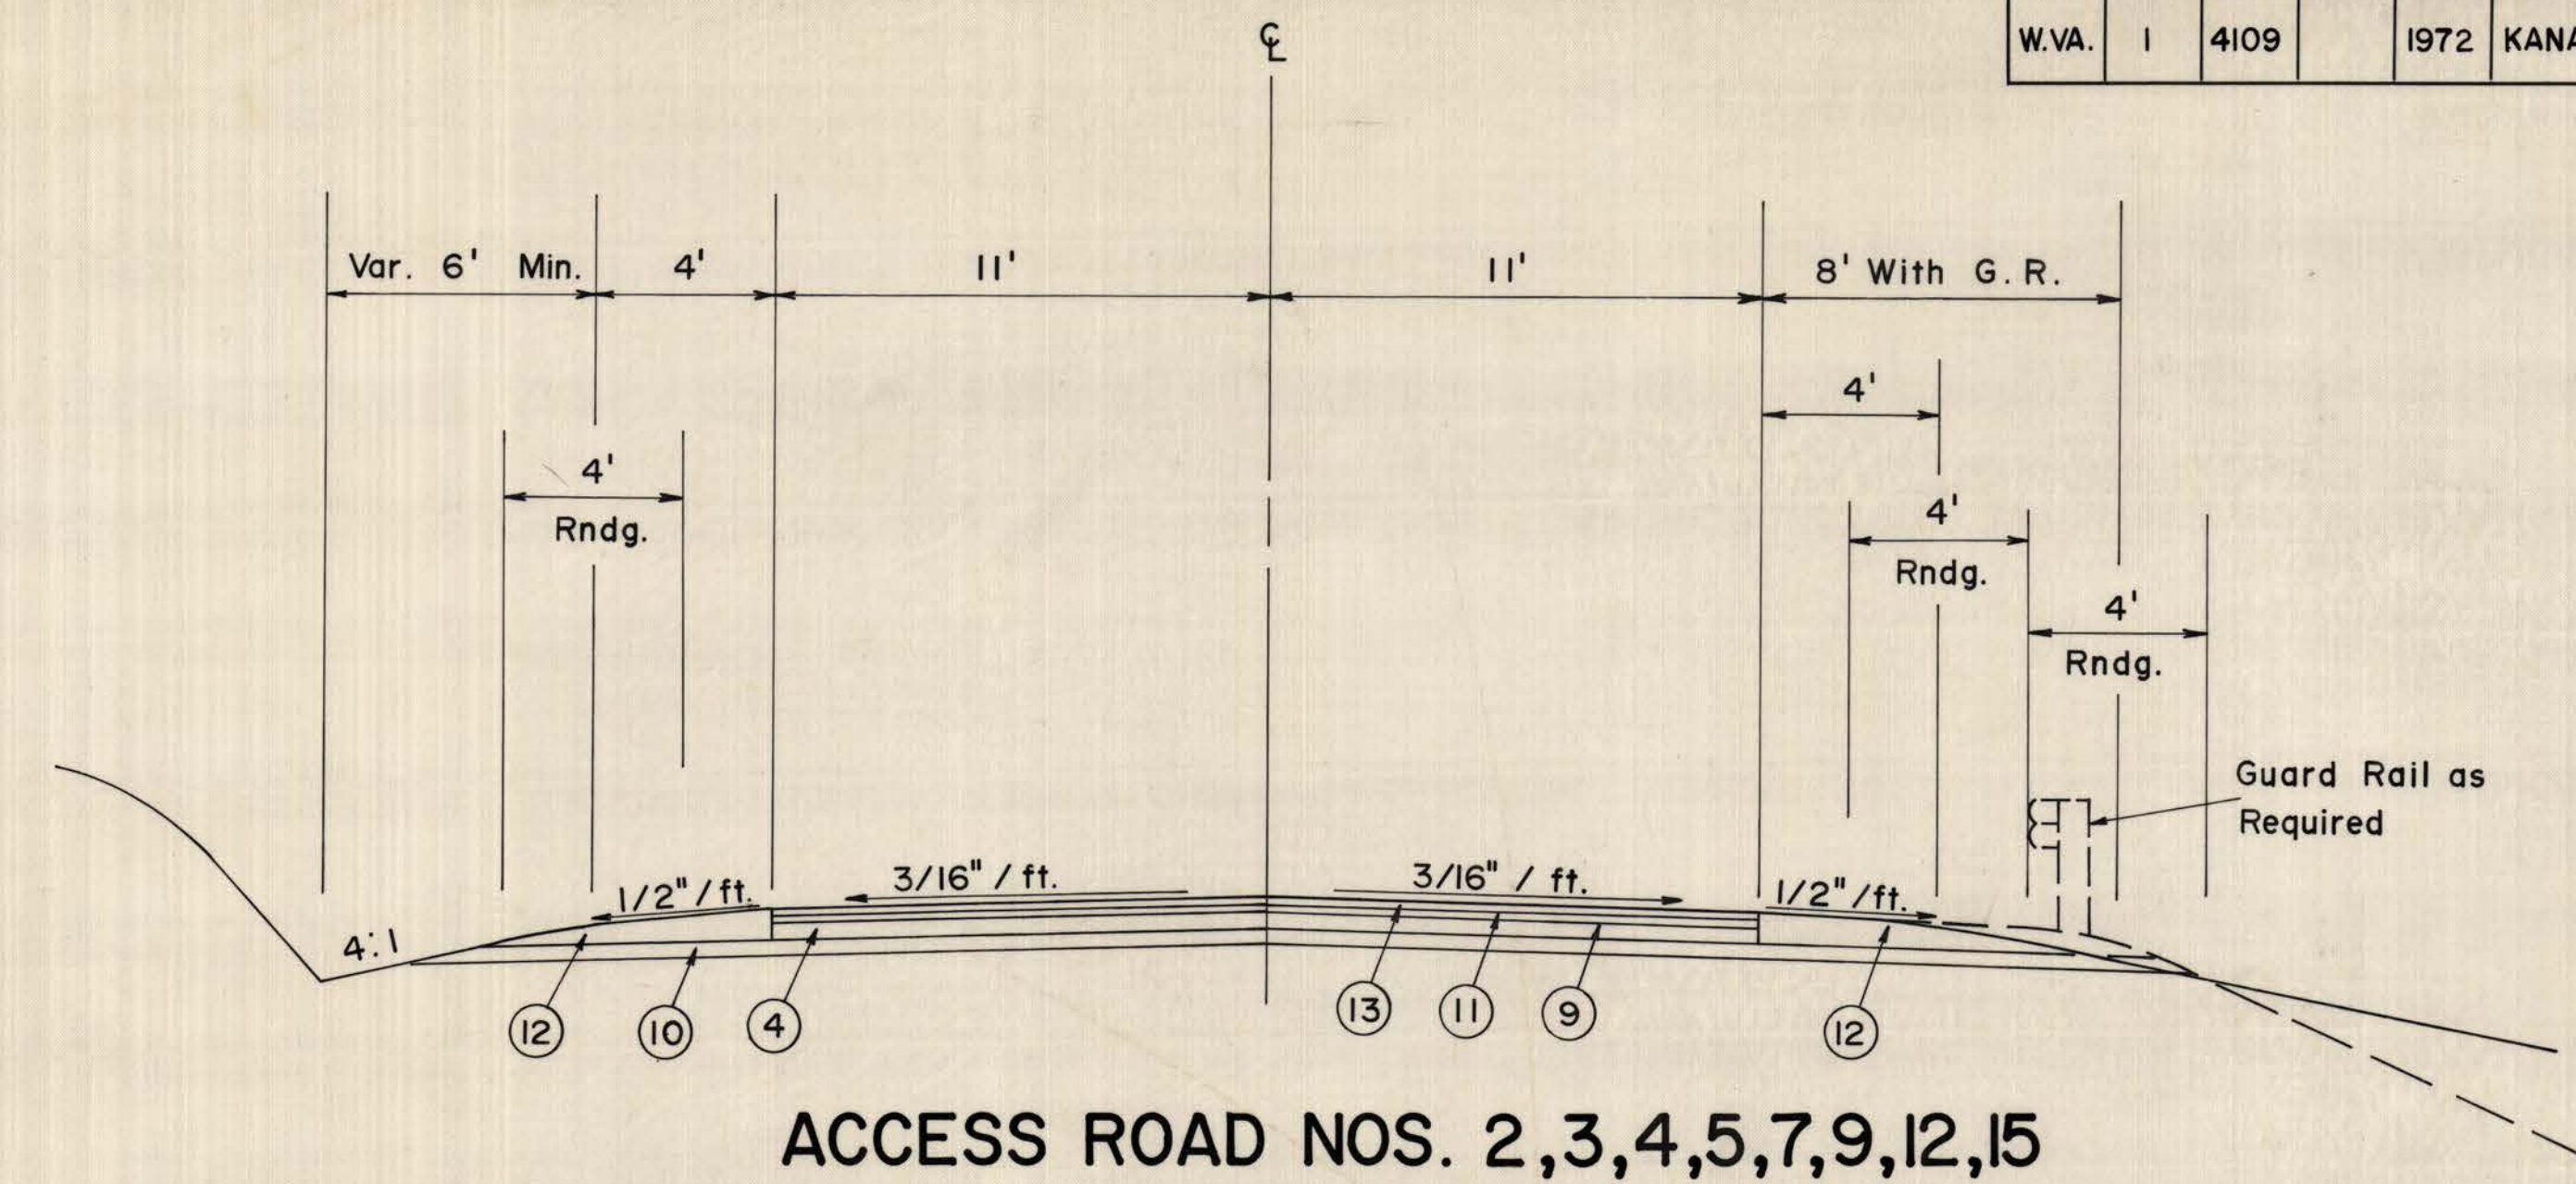 W.VA. 1 4109 1972
℄
Var. 6' Min. 4' 11' 11' 8' With G.R.
4'
4'
Rndg.
4'
Rndg.
4'
Rndg.
Guard Rail as
Required
4:1 1/2"/ft. 3/16" / ft. 3/16" / ft. 1/2"/ft.
12 10 4 13 11 9 12
ACCESS ROAD NOS. 2,3,4,5,7,9,12,15